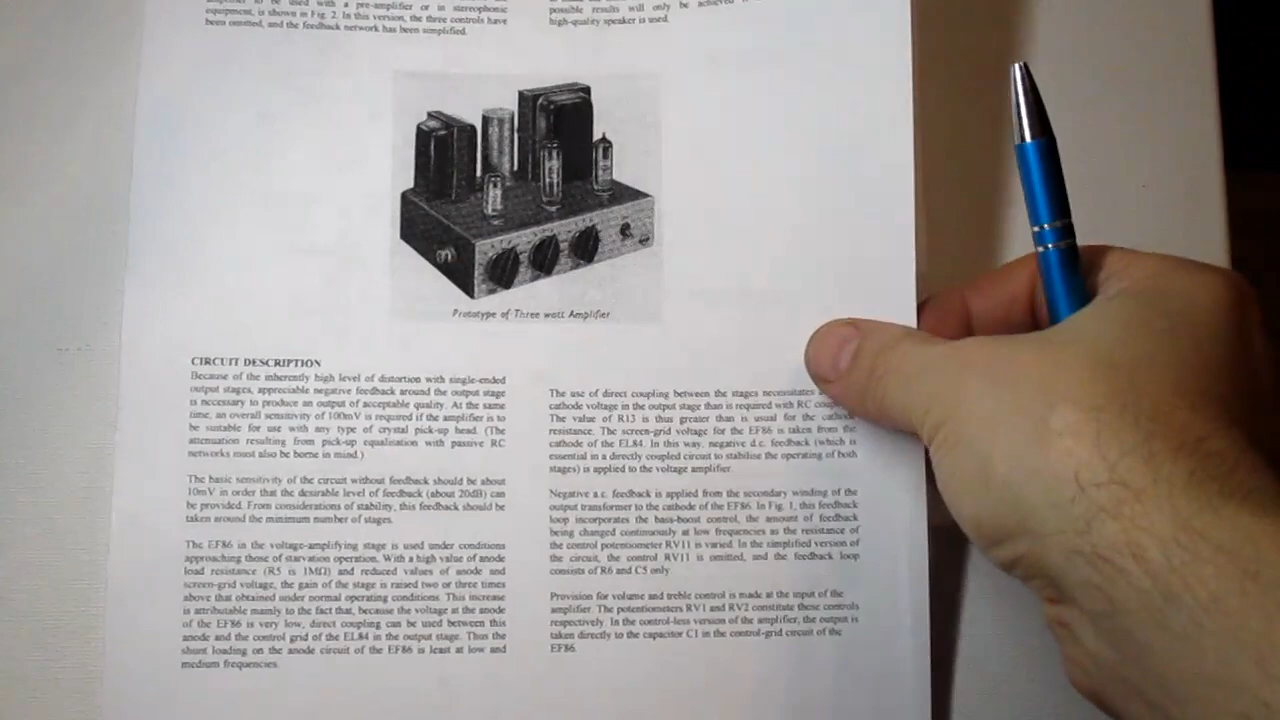 to be used with a pre-amplifier or in stereophonic
equipment, is shown in Fig. 2. In this version, the three controls have
been omitted, and the feedback network has been simplified.
possible results will only be achieved
high-quality speaker is used.
Prototype of Three watt Amplifier
CIRCUIT DESCRIPTION
Because of the inherently high level of distortion with single-ended
output stages, appreciable negative feedback around the output stage
is necessary to produce an output of acceptable quality. At the same
time, an overall sensitivity of 100mV is required if the amplifier is to
be suitable for use with any type of crystal pick-up head. (The
attenuation resulting from pick-up equalisation with passive RC
networks must also be borne in mind.)
The basic sensitivity of the circuit without feedback should be about
10mV in order that the desirable level of feedback (about 20dB) can
be provided. From considerations of stability, this feedback should be
taken around the minimum number of stages.
The EF86 in the voltage-amplifying stage is used under conditions
approaching those of starvation operation. With a high value of anode
load resistance (R5 is 1MΩ) and reduced values of anode and
screen-grid voltage, the gain of the stage is raised two or three times
above that obtained under normal operating conditions. This increase
is attributable mainly to the fact that, because the voltage at the anode
of the EF86 is very low, direct coupling can be used between this
anode and the control grid of the EL84 in the output stage. Thus the
shunt loading on the anode circuit of the EF86 is least at low and
medium frequencies.
The use of direct coupling between the stages necessitates
cathode voltage in the output stage than is required with RC
The value of R13 is thus greater than is usual for the cathode
resistance. The screen-grid voltage for the EF86 is taken from the
cathode of the EL84. In this way, negative d.c. feedback (which is
essential in a directly coupled circuit to stabilise the operating of both
stages) is applied to the voltage amplifier.
Negative a.c. feedback is applied from the secondary winding of the
output transformer to the cathode of the EF86. In Fig. 1, this feedback
loop incorporates the bass-boost control, the amount of feedback
being changed continuously at low frequencies as the resistance of
the control potentiometer RV11 is varied. In the simplified version of
the circuit, the control RV11 is omitted, and the feedback loop
consists of R6 and C5 only.
Provision for volume and treble control is made at the input of the
amplifier. The potentiometers RV1 and RV2 constitute these controls
respectively. In the control-less version of the amplifier, the output is
taken directly to the capacitor C1 in the control-grid circuit of the
EF86.